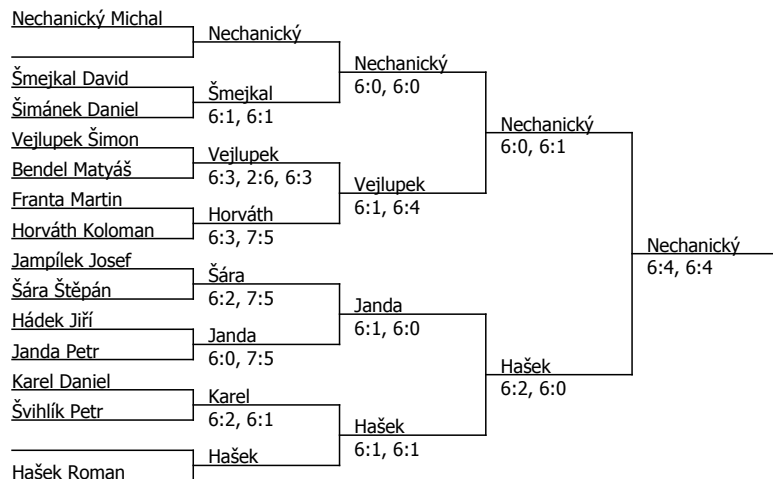 Nechanický Michal
Šmejkal David
Šimánek Daniel
Vejlupek Šimon
Bendel Matyáš
Franta Martin
Horváth Koloman
Jampílek Josef
Šára Štěpán
Hádek Jiří
Janda Petr
Karel Daniel
Švihlík Petr
Hašek Roman
Nechanický
Šmejkal
6:1, 6:1
Vejlupek
6:3, 2:6, 6:3
Horváth
6:3, 7:5
Šára
6:2, 7:5
Janda
6:0, 7:5
Karel
6:2, 6:1
Hašek
Nechanický
6:0, 6:0
Vejlupek
6:1, 6:4
Janda
6:1, 6:0
Hašek
6:1, 6:1
Nechanický
6:0, 6:1
Hašek
6:2, 6:0
Nechanický
6:4, 6:4